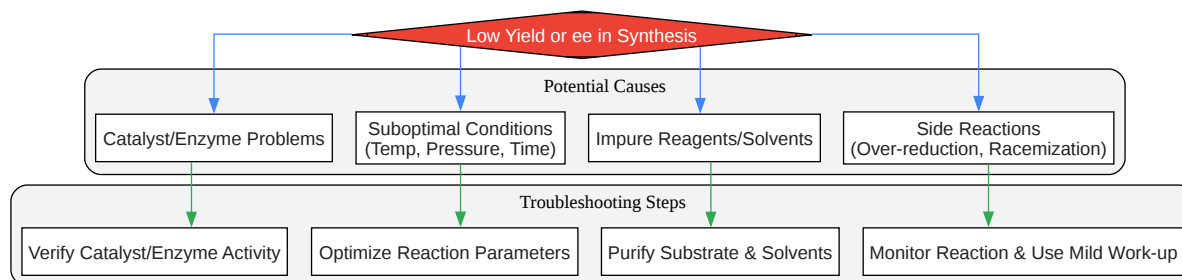 Low Yield or ee in Synthesis
Potential Causes
Catalyst/Enzyme Problems
Suboptimal Conditions
(Temp, Pressure, Time)
Impure Reagents/Solvents
Side Reactions
(Over-reduction, Racemization)
Troubleshooting Steps
Verify Catalyst/Enzyme Activity
Optimize Reaction Parameters
Purify Substrate & Solvents
Monitor Reaction & Use Mild Work-up